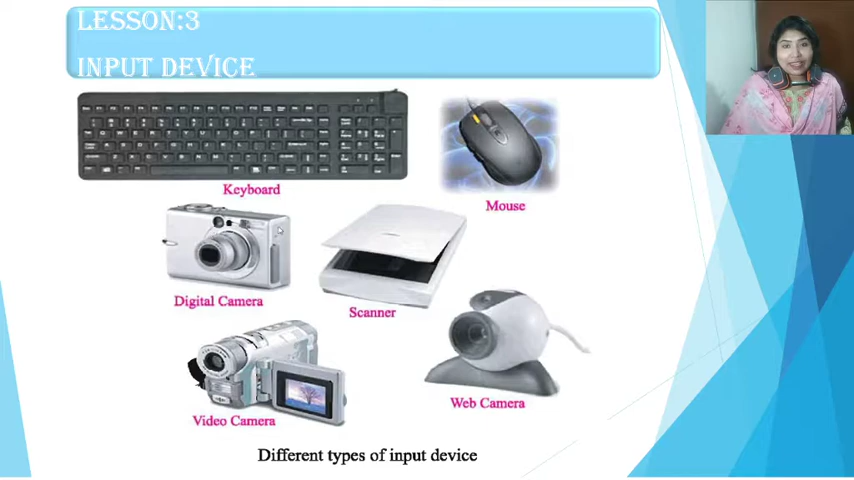 LESSON:3
INPUT DEVICE
Keyboard
Mouse
Digital Camera
Scanner
Web Camera
Video Camera
Different types of input device